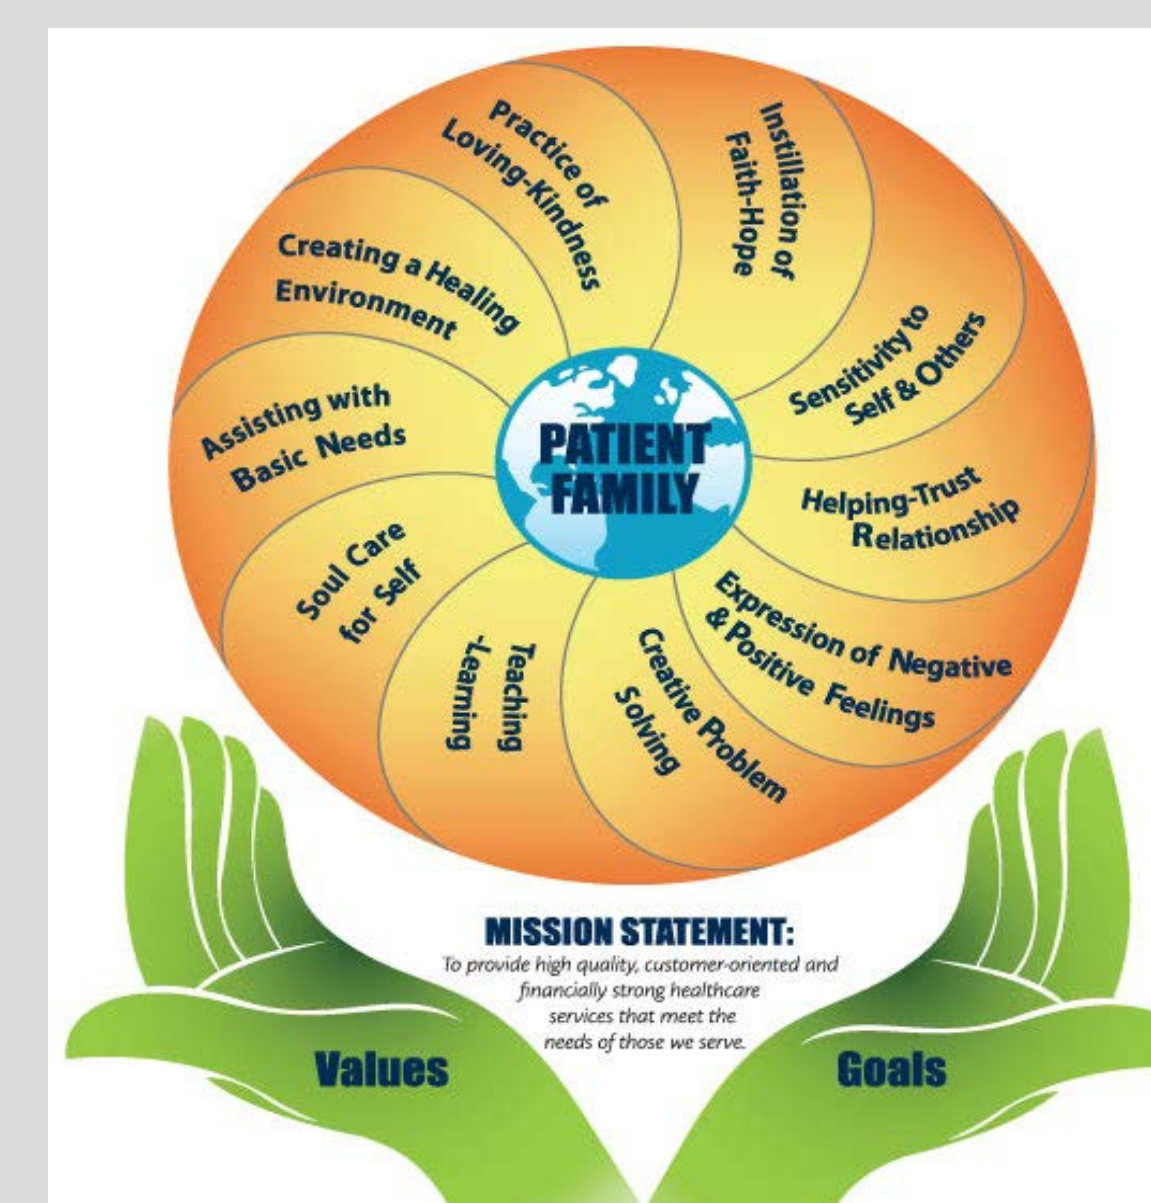 Practice of
Loving-Kindness
Instillation of
Faith-Hope
Sensitivity to
Self & Others
Helping-Trust
Relationship
Expression of Negative
& Positive Feelings
Creative Problem
Solving
Teaching
-Learning
Soul Care
for Self
Assisting with
Basic Needs
Creating a Healing
Environment
PATIENT
FAMILY
MISSION STATEMENT:
To provide high quality, customer-oriented and
financially strong healthcare
services that meet the
needs of those we serve.
Values
Goals